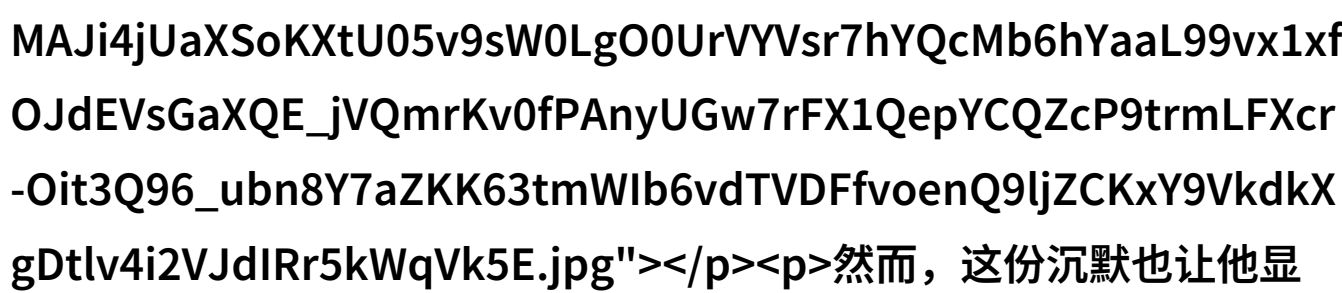 MAJi4jUaXSoKXtU05v9sW0LgO0UrVYVsr7hYQcMb6hYaaL99vx1xf
OJdEVsGaXQE_jVQmrKv0fPAnyUGw7rFX1QepYCQZcP9trmLFXcr
-Oit3Q96_ubn8Y7aZKK63tmWIb6vdTVDFfvoenQ9ljZCKxY9VkdkX
gDtlv4i2VJdIRr5kWqVk5E.jpg"></p><p>然而，这份沉默也让他显